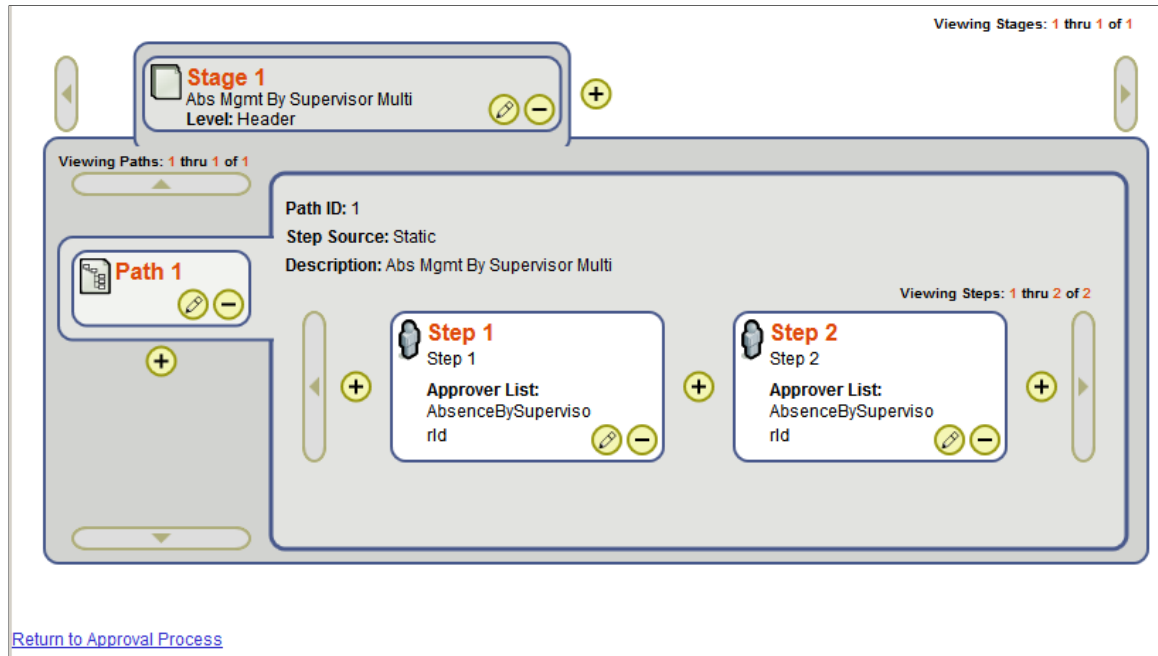 Viewing Stages: 1 thru 1 of 1
Stage 1
Abs Mgmt By Supervisor Multi
Level: Header
Viewing Paths: 1 thru 1 of 1
Path ID: 1
Step Source: Static
Description: Abs Mgmt By Supervisor Multi
Path 1
Viewing Steps: 1 thru 2 of 2
Step 1
Step 1
Approver List:
AbsenceBySuperviso
rId
Step 2
Step 2
Approver List:
AbsenceBySuperviso
rId
Return to Approval Process